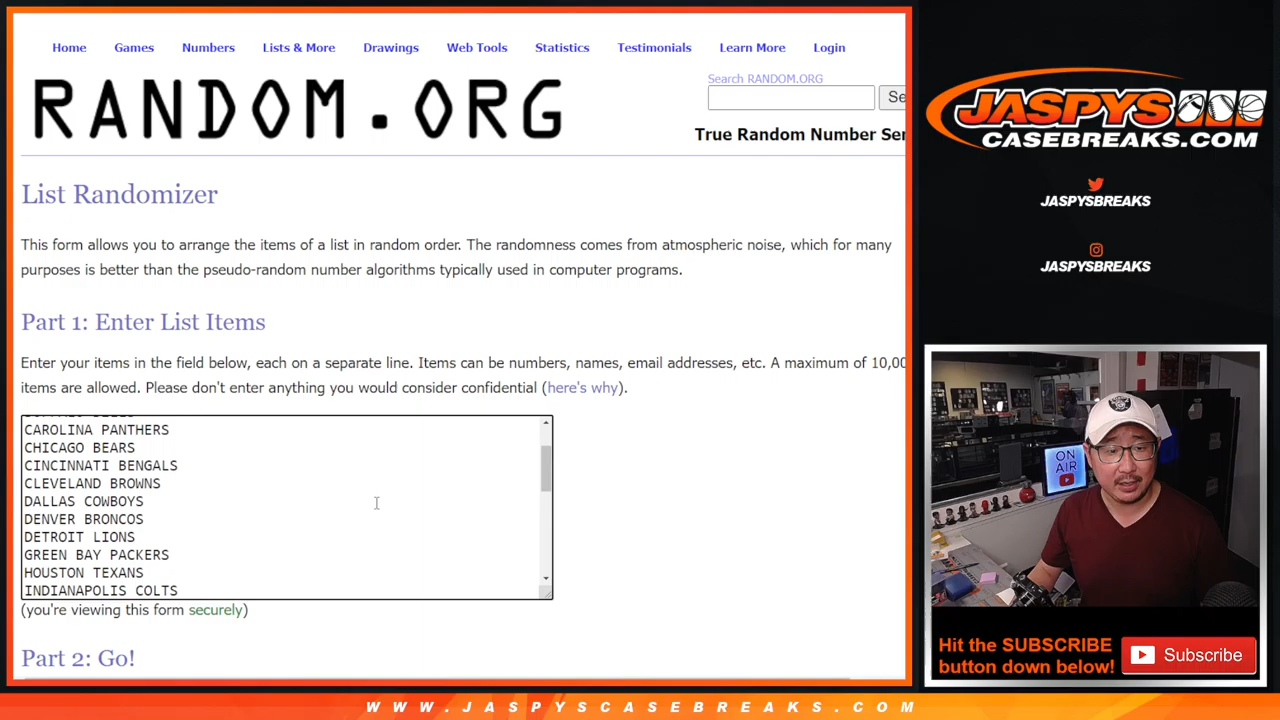 Home Games Numbers Lists & More Drawings Web Tools Statistics Testimonials Learn More Login
RANDOM.ORG
Search RANDOM.ORG
Se
True Random Number Ser
List Randomizer
This form allows you to arrange the items of a list in random order. The randomness comes from atmospheric noise, which for many
purposes is better than the pseudo-random number algorithms typically used in computer programs.
Part 1: Enter List Items
Enter your items in the field below, each on a separate line. Items can be numbers, names, email addresses, etc. A maximum of 10,00
items are allowed. Please don't enter anything you would consider confidential (here's why).
CAROLINA PANTHERS
CHICAGO BEARS
CINCINNATI BENGALS
CLEVELAND BROWNS
DALLAS COWBOYS
DENVER BRONCOS
DETROIT LIONS
GREEN BAY PACKERS
HOUSTON TEXANS
INDIANAPOLIS COLTS
(you're viewing this form securely)
Part 2: Go!
JASPYS
CASEBREAKS.COM
JASPYSBREAKS
JASPYSBREAKS
ON
AIR
Hit the SUBSCRIBE
button down below!
Subscribe
WWW.JASPYSCASEBREAKS.COM